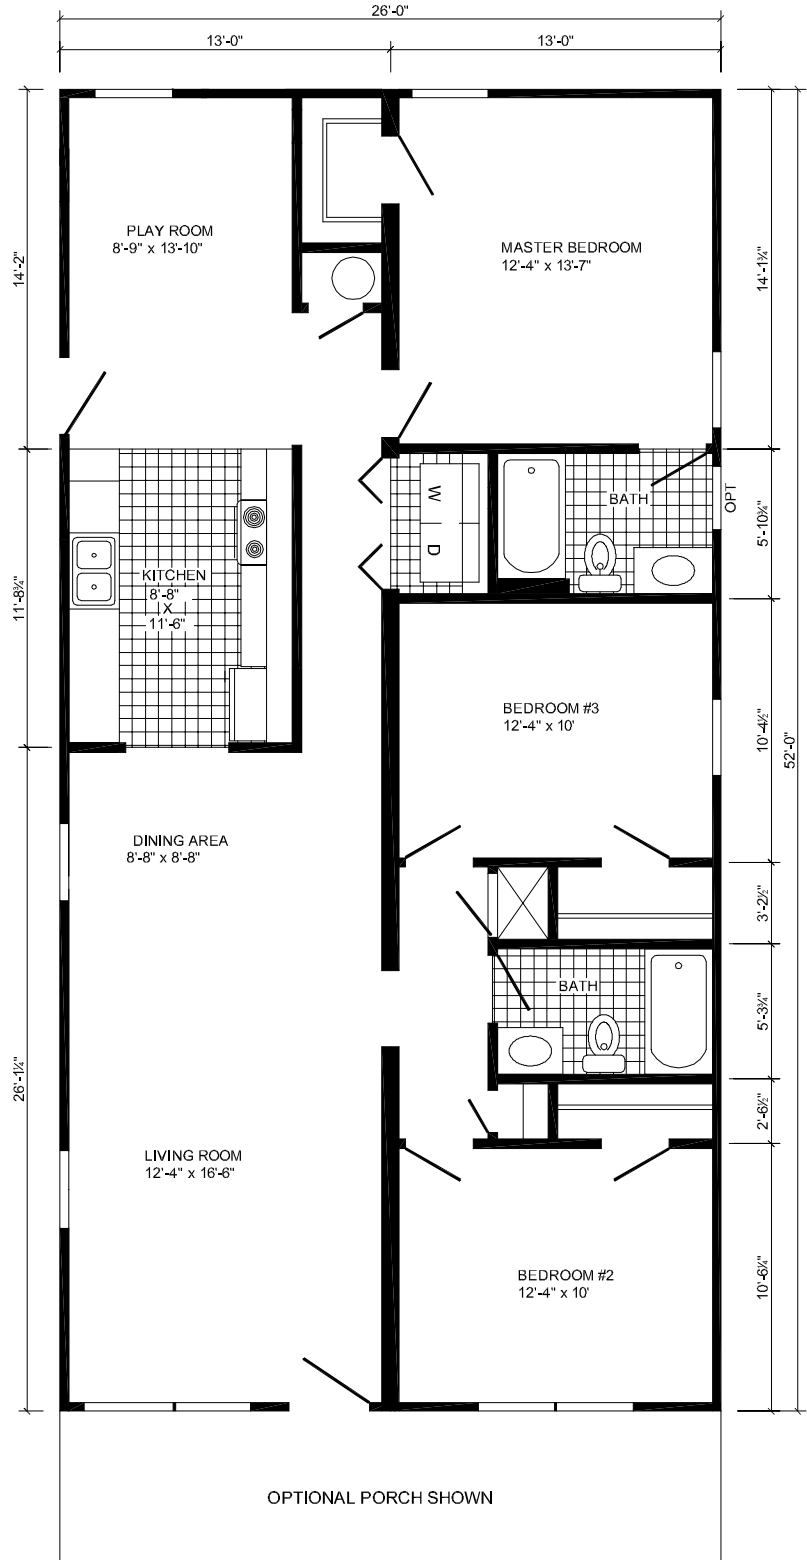 26'-0"
13'-0"
13'-0"
PLAY ROOM
8'-9" x 13'-10"
MASTER BEDROOM
12'-4" x 13'-7"
14'-2"
14'-1¾"
W D
BATH
OPT
5'-10¾"
KITCHEN
8'-8"
X
11'-6"
11'-8¾"
BEDROOM #3
12'-4" x 10'
10'-4½"
52'-0"
DINING AREA
8'-8" x 8'-8"
3'-2½"
BATH
5'-3¾"
26'-1¼"
2'-6½"
LIVING ROOM
12'-4" x 16'-6"
BEDROOM #2
12'-4" x 10'
10'-6¼"
OPTIONAL PORCH SHOWN